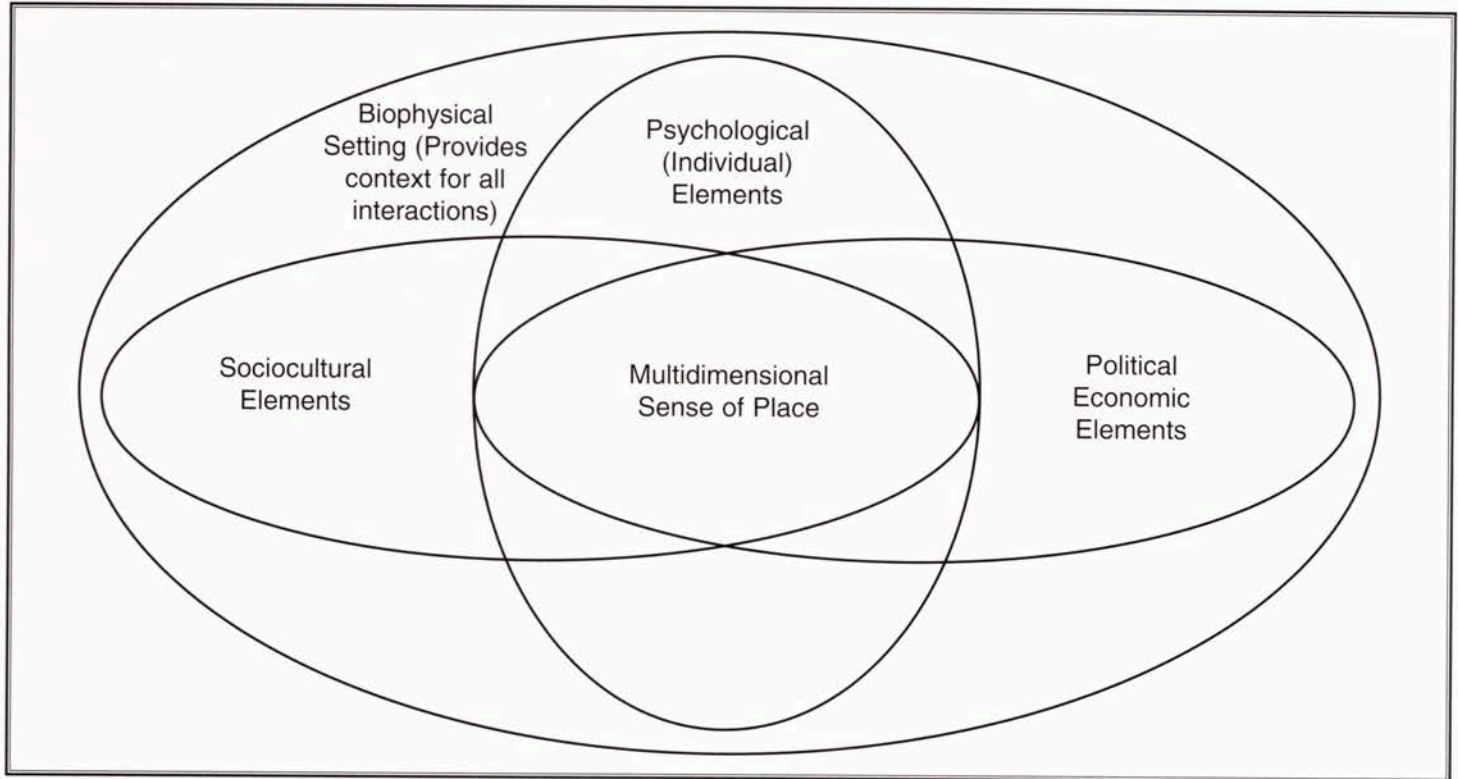 Biophysical
Setting (Provides
context for all
interactions)
Psychological
(Individual)
Elements
Sociocultural
Elements
Multidimensional
Sense of Place
Political
Economic
Elements